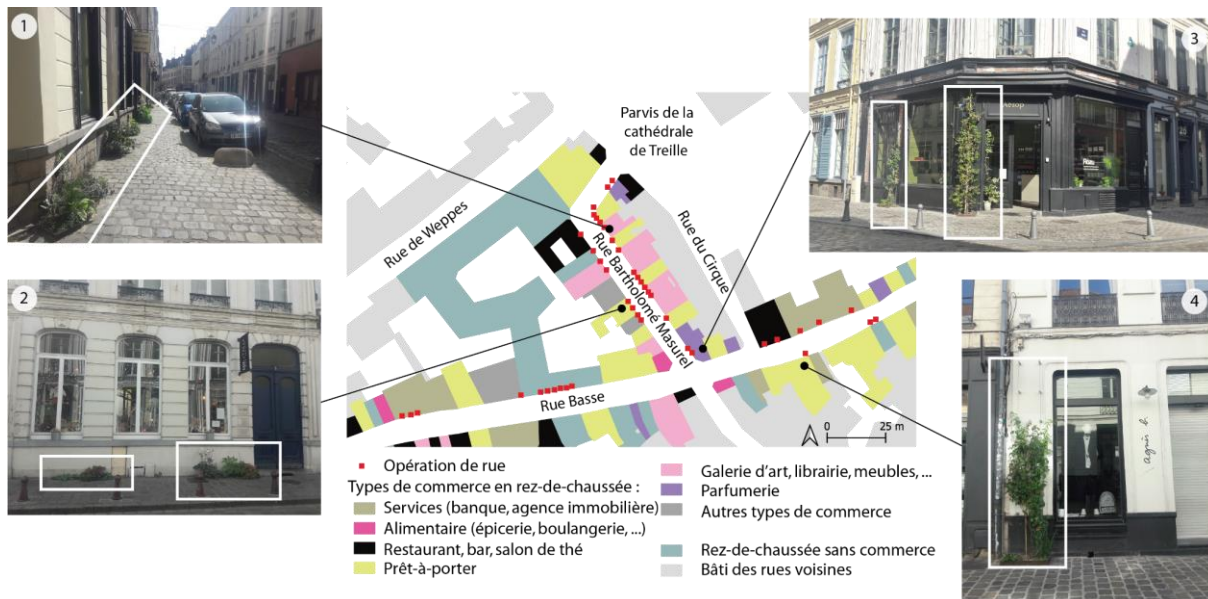 1
2
3
4
Aesop
agnès b.
Parvis de la
cathédrale
de Treille
Rue de Weppes
Rue Bartholomé Masurel
Rue du Cirque
Rue Basse
0 25 m
Opération de rue
Types de commerce en rez-de-chaussée :
Services (banque, agence immobilière)
Alimentaire (épicerie, boulangerie, ...)
Restaurant, bar, salon de thé
Prêt-à-porter
Galerie d'art, librairie, meubles, ...
Parfumerie
Autres types de commerce
Rez-de-chaussée sans commerce
Bâti des rues voisines